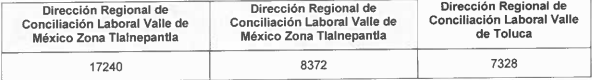 Dirección Regional de
Conciliación Laboral Valle de
México Zona Tlalnepantla
Dirección Regional de
Conciliación Laboral Valle de
México Zona Tlalnepantla
Dirección Regional de
Conciliación Laboral Valle
de Toluca
17240
8372
7328